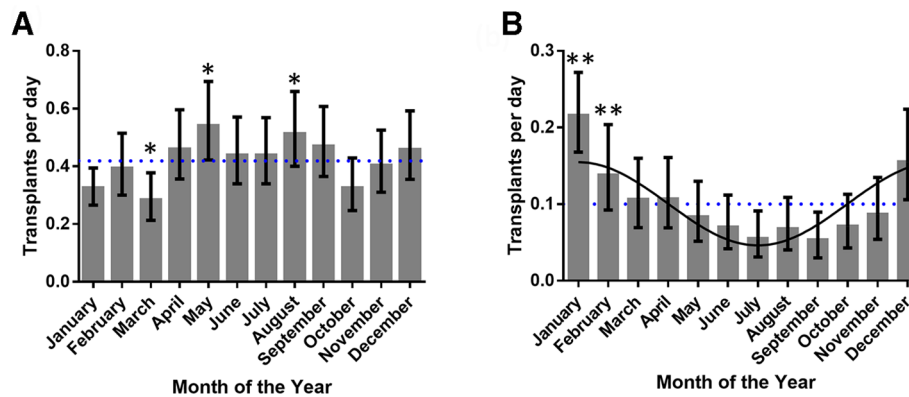 A
Transplants per day
0.8
0.6
0.4
0.2
0.0
*
*
*
January
February
March
April
May
June
July
August
September
October
November
December
Month of the Year
B
Transplants per day
0.3
0.2
0.1
0.0
**
**
January
February
March
April
May
June
July
August
September
October
November
December
Month of the Year